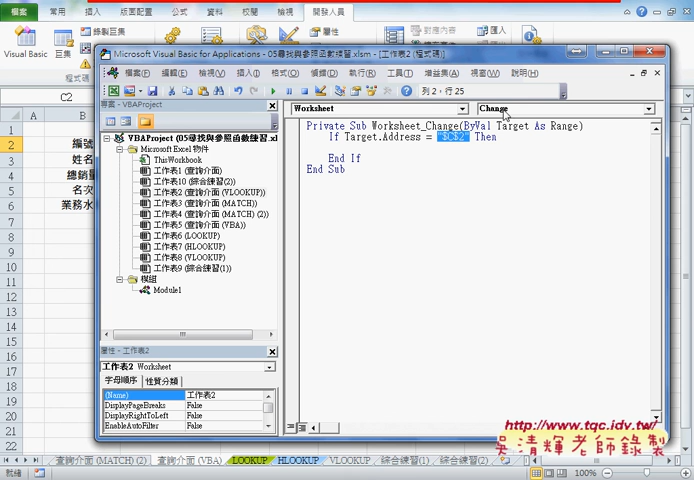 檔案 常用 插入 版面配置 公式 資料 校閱 檢視 開發人員
Visual Basic 巨集 錄製巨集 屬性 對應內容 匯入
程式碼
C2
B
1
2 編號
3 姓名
4 總銷量
5 名次
6 業務水
7
8
9
10
11
12
13
14
15
16
17
18
19
20
21
22
Microsoft Visual Basic for Applications - 05尋找與參照函數練習.xlsm - [工作表2 (程式碼)]
檔案(F) 編輯(E) 檢視(V) 插入(I) 格式(O) 偵錯(D) 執行(R) 工具(T) 增益集(A) 視窗(W) 說明(H)
列 2, 行 25
專案 - VBAProject
VBAProject (05尋找與參照函數練習.xl
Microsoft Excel 物件
ThisWorkbook
工作表1 (查詢介面)
工作表10 (綜合練習(2))
工作表2 (查詢介面 (VLOOKUP))
工作表3 (查詢介面 (MATCH))
工作表4 (查詢介面 (MATCH) (2))
工作表5 (查詢介面 (VBA))
工作表6 (LOOKUP)
工作表7 (HLOOKUP)
工作表8 (VLOOKUP)
工作表9 (綜合練習(1))
模組
Module1
屬性 - 工作表2
工作表2 Worksheet
字母順序 性質分類
(Name) 工作表2
DisplayPageBreaks False
DisplayRightToLeft False
EnableAutoFilter False
Worksheet Change
Private Sub Worksheet_Change(ByVal Target As Range)
If Target.Address = "$C$2" Then
End If
End Sub
http://www.tqc.idv.tw/
吳清輝老師錄製
查詢介面 (MATCH) (2) 查詢介面 (VBA) LOOKUP HLOOKUP VLOOKUP 綜合練習(1) 綜合練習(2)
就緒 100%